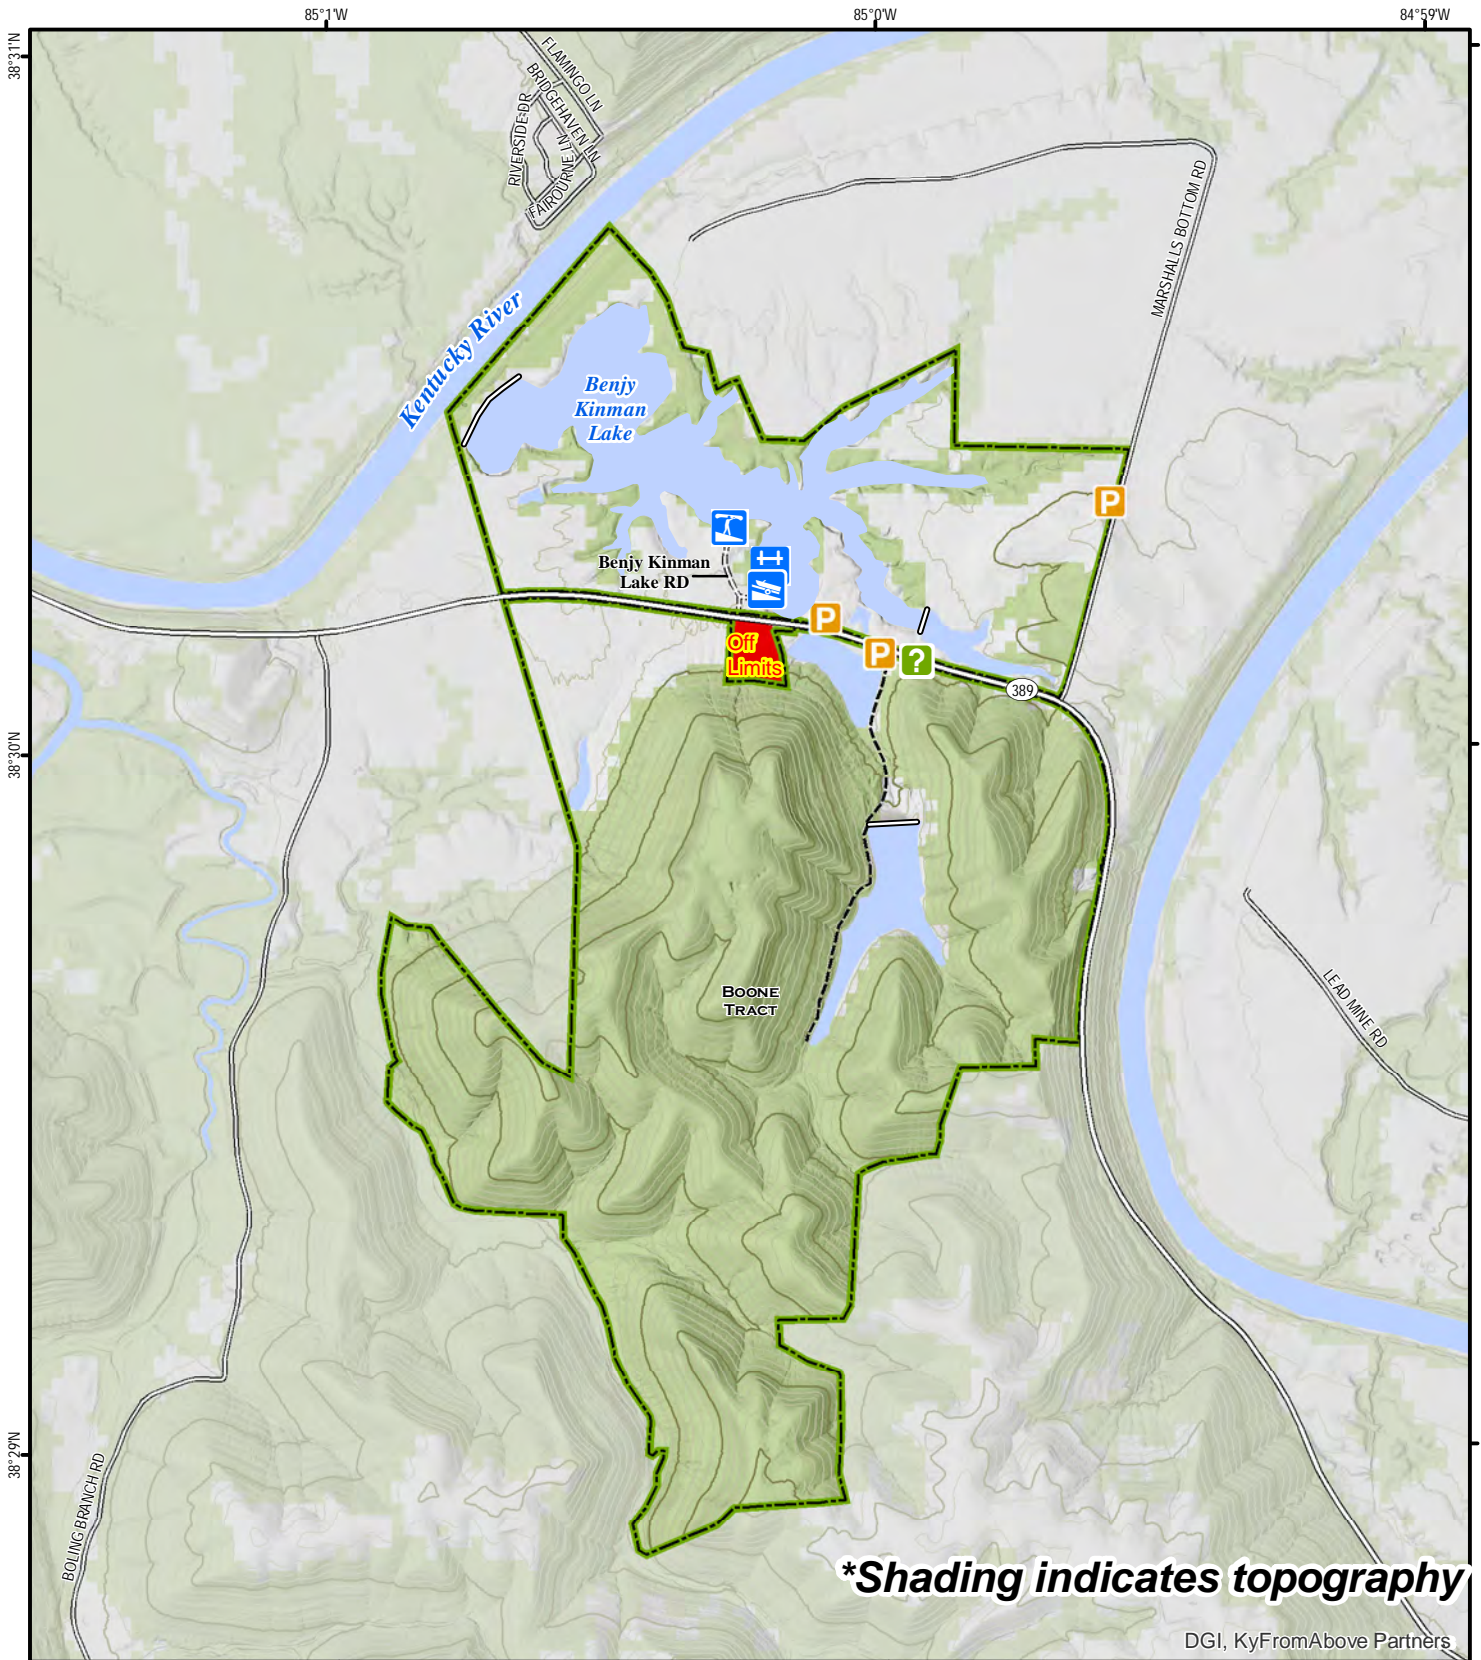 85°1'W
85°0'W
84°59'W
38°31'N
FLAMINGO LN
BRIDGEHAVEN LN
RIVERSIDE DR
FAIROURNE LN
MARSHALLS BOTTOM RD
Kentucky River
Benjy
Kinman
Lake
P
Benjy Kinman
Lake RD
P
Off
Limits
P
?
389
38°30'N
LEAD MINE RD
BOONE
TRACT
38°29'N
BOLING BRANCH RD
*Shading indicates topography
DGI, KyFromAbove Partners